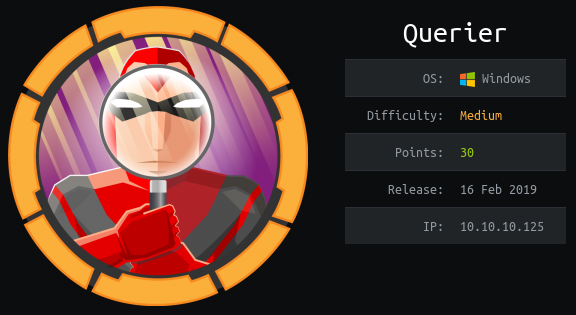 Querier
OS: Windows
Difficulty: Medium
Points: 30
Release: 16 Feb 2019
IP: 10.10.10.125